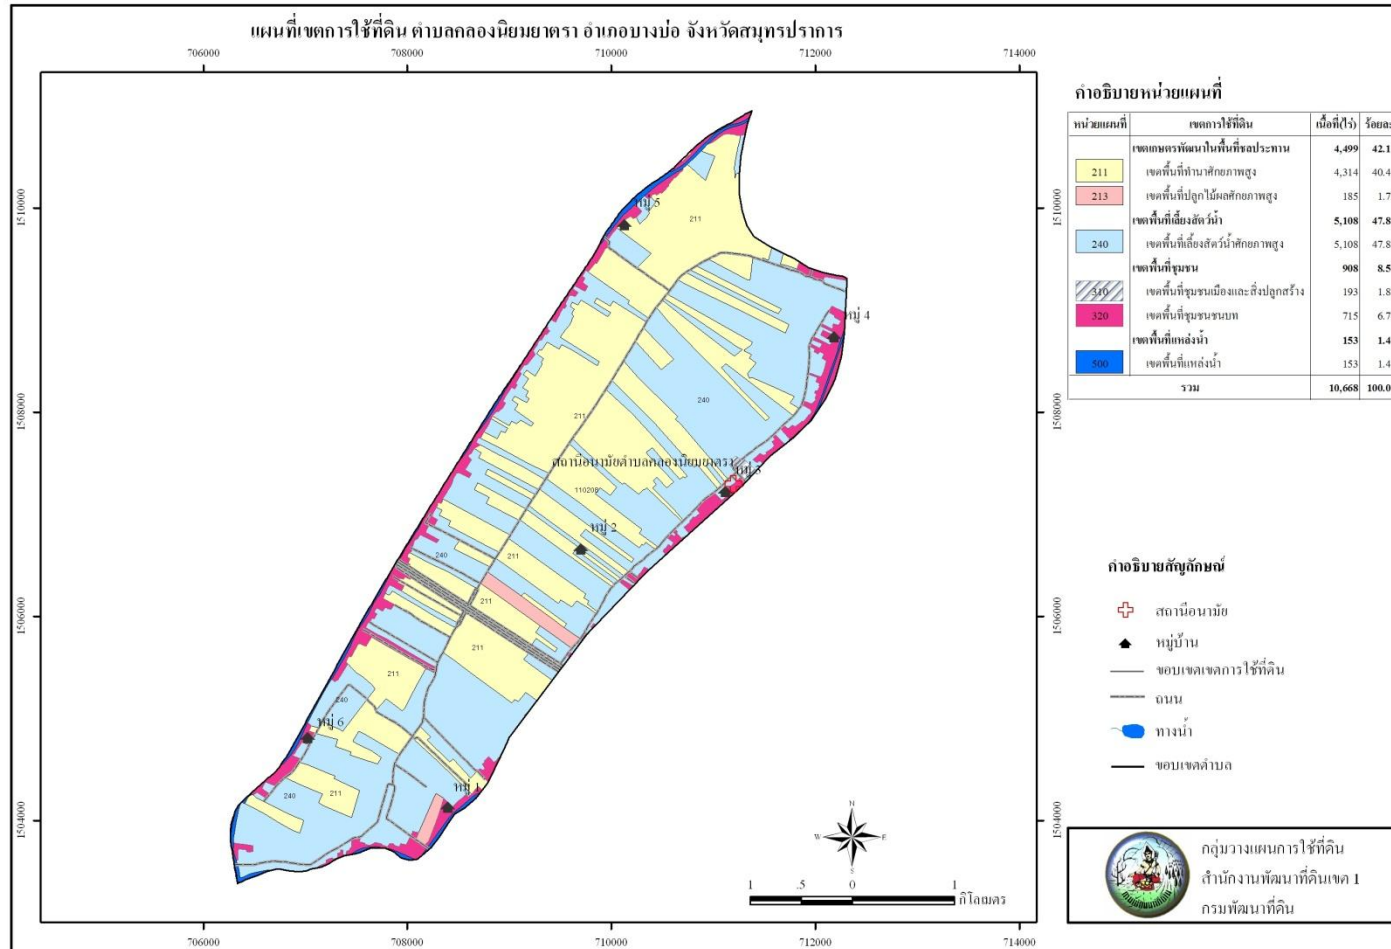 แผนที่เขตการใช้ที่ดิน ตำบลคลองนิยมยาตรา อำเภอบางบ่อ จังหวัดสมุทรปราการ
706000 708000 710000 712000 714000
คำอธิบายหน่วยแผนที่
หน่วยแผนที่ เขตการใช้ที่ดิน เนื้อที่(ไร่) ร้อยละ
เขตเกษตรพัฒนาในพื้นที่ชลประทาน 4,499 42.1
211 เขตพื้นที่ทำนาศักยภาพสูง 4,314 40.4
213 เขตพื้นที่ปลูกไม้ผลศักยภาพสูง 185 1.7
เขตพื้นที่เลี้ยงสัตว์น้ำ 5,108 47.8
240 เขตพื้นที่เลี้ยงสัตว์น้ำศักยภาพสูง 5,108 47.8
เขตพื้นที่ชุมชน 908 8.5
310 เขตพื้นที่ชุมชนเมืองและสิ่งปลูกสร้าง 193 1.8
320 เขตพื้นที่ชุมชนชนบท 715 6.7
เขตพื้นที่แหล่งน้ำ 153 1.4
500 เขตพื้นที่แหล่งน้ำ 153 1.4
รวม 10,668 100.0
1510000 1510000
1508000 1508000
1506000 1506000
1504000 1504000
หมู่ 5
211
หมู่ 4
240
211
สถานีอนามัยตำบลคลองนิยมยาตรา
หมู่ 3
110208
หมู่ 2
240
211
211
211
211
240
หมู่ 6
หมู่ 1
240
211
คำอธิบายสัญลักษณ์
สถานีอนามัย
หมู่บ้าน
ขอบเขตเขตการใช้ที่ดิน
ถนน
ทางน้ำ
ขอบเขตตำบล
N
W E
S
1 .5 0 1
กิโลเมตร
กลุ่มวางแผนการใช้ที่ดิน
สำนักงานพัฒนาที่ดินเขต 1
กรมพัฒนาที่ดิน
706000 708000 710000 712000 714000